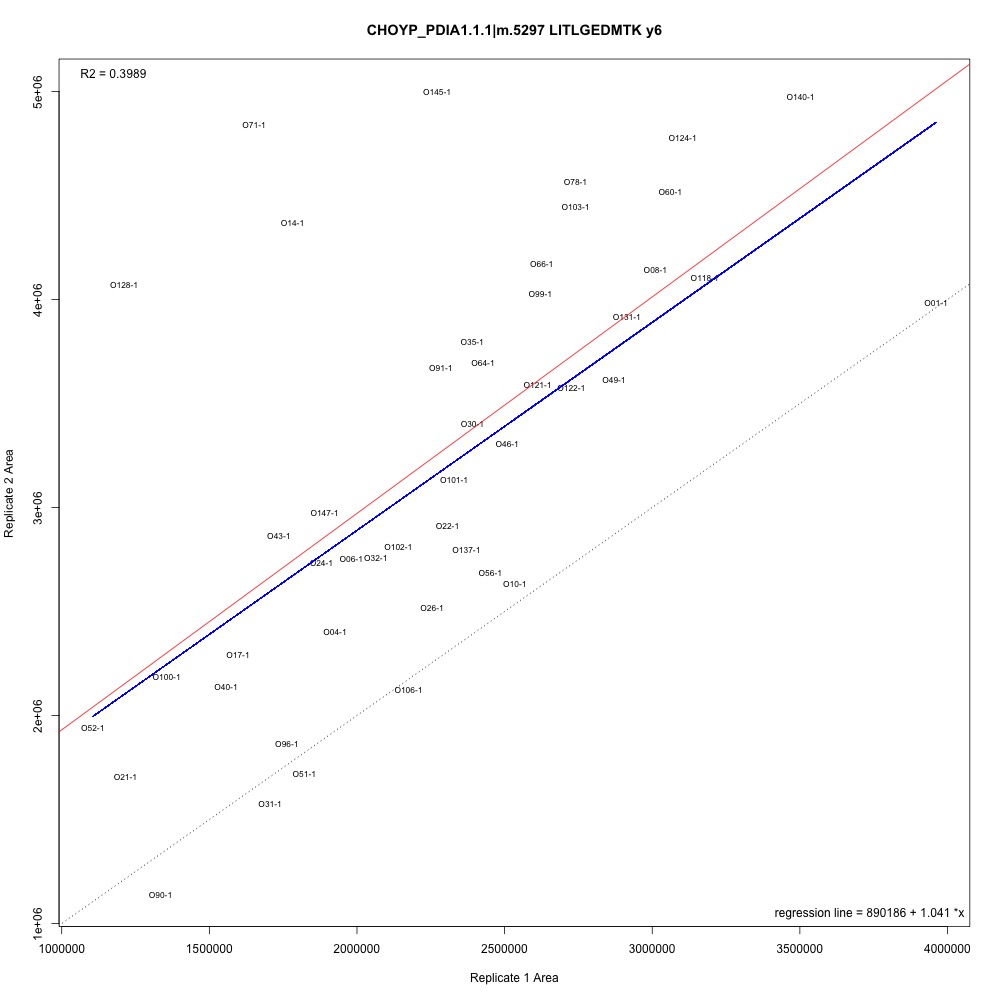 CHOYP_PDIA1.1.1|m.5297 LITLGEDMTK y6
R2 = 0.3989
5e+06
4e+06
3e+06
2e+06
1e+06
Replicate 2 Area
O145-1
O140-1
O71-1
O124-1
O78-1
O60-1
O103-1
O14-1
O66-1
O08-1
O118-1
O128-1
O99-1
O01-1
O131-1
O35-1
O64-1
O91-1
O49-1
O121-1
O122-1
O30-1
O46-1
O101-1
O147-1
O22-1
O43-1
O102-1
O137-1
O24-1
O06-1
O32-1
O56-1
O10-1
O26-1
O04-1
O17-1
O100-1
O40-1
O106-1
O52-1
O96-1
O51-1
O21-1
O31-1
O90-1
regression line = 890186 + 1.041 *x
1000000 1500000 2000000 2500000 3000000 3500000 4000000
Replicate 1 Area